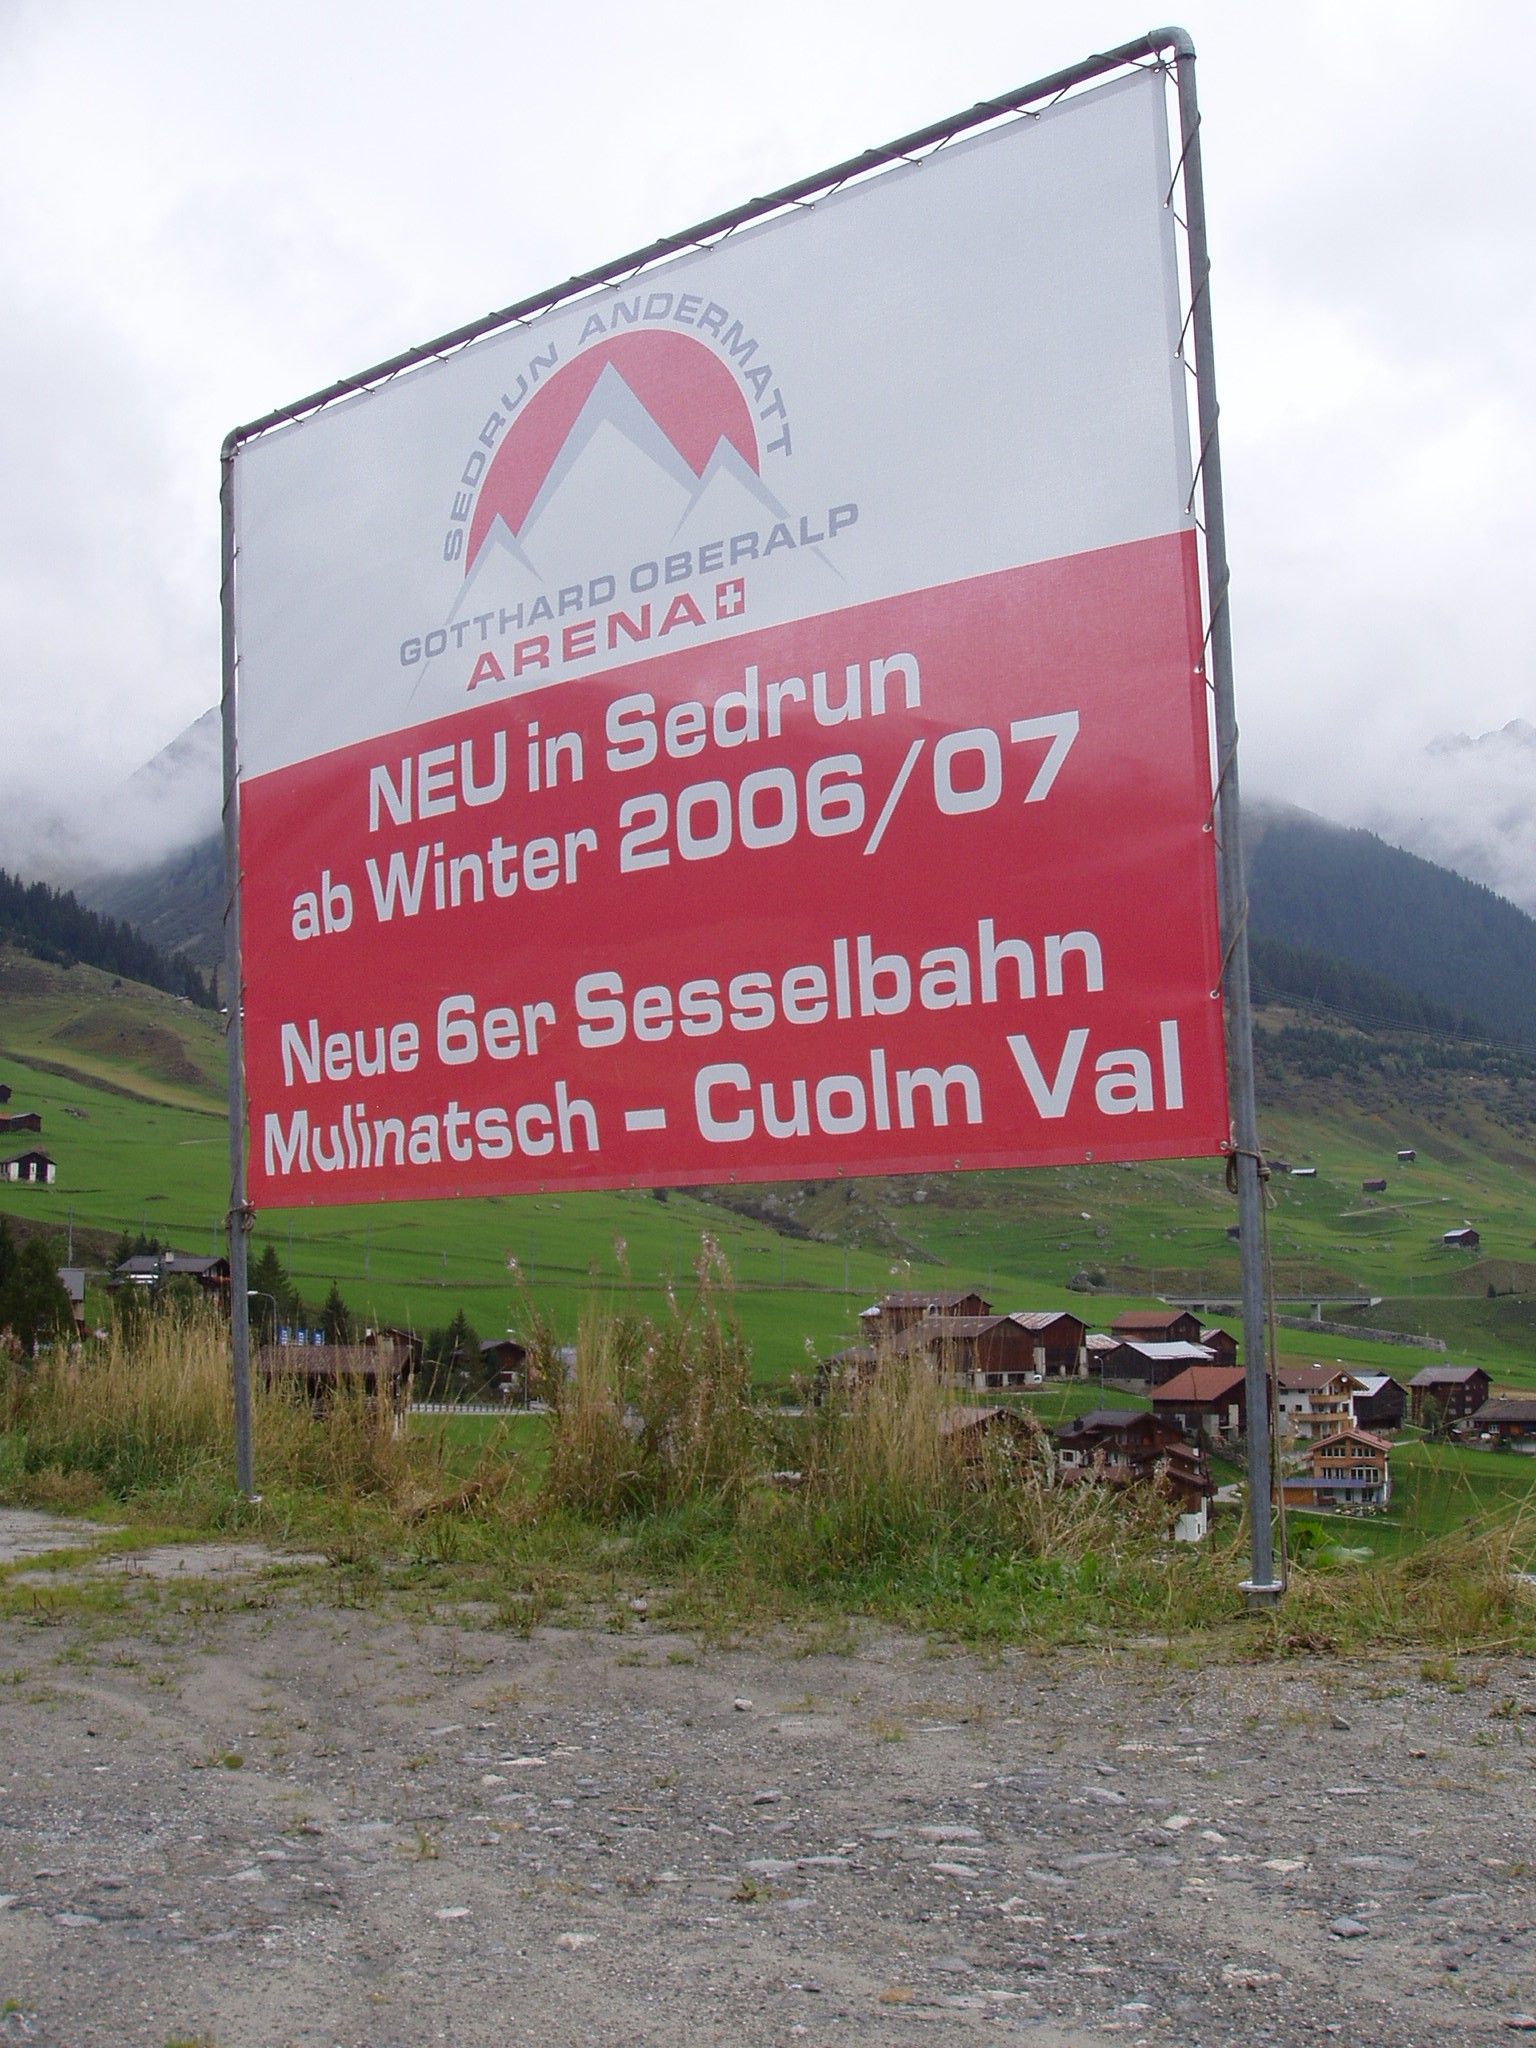 SEDRUN ANDERMATT
GOTTHARD OBERALP
ARENA
NEU in Sedrun
ab Winter 2006/07
Neue 6er Sesselbahn
Mulinatsch - Cuolm Val